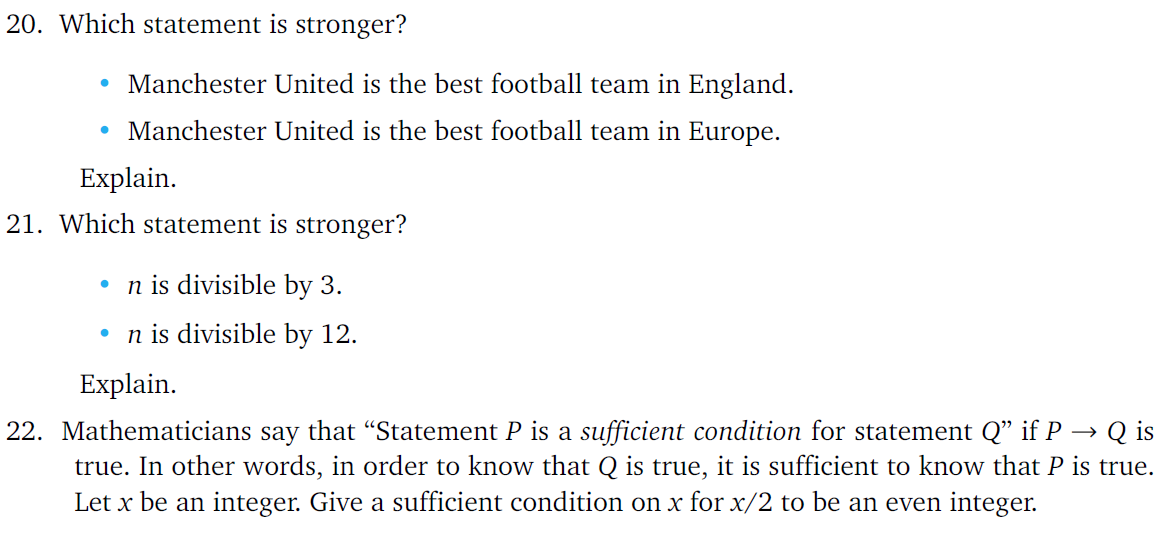 20. Which statement is stronger?
• Manchester United is the best football team in England.
• Manchester United is the best football team in Europe.
Explain.
21. Which statement is stronger?
• n is divisible by 3.
• n is divisible by 12.
Explain.
22. Mathematicians say that “Statement P is a sufficient condition for statement Q” if P → Q is
true. In other words, in order to know that Q is true, it is sufficient to know that P is true.
Let x be an integer. Give a sufficient condition on x for x/2 to be an even integer.